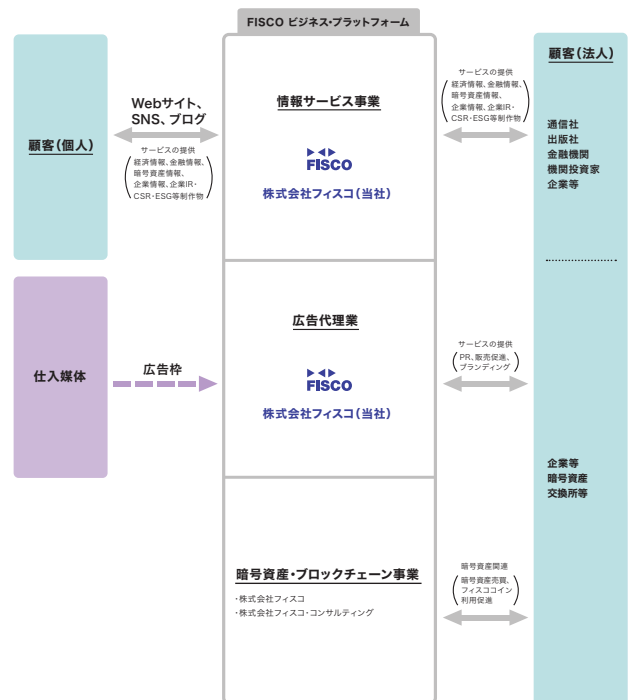 FISCO ビジネス・プラットフォーム
顧客(個人)
Webサイト、
SNS、ブログ
サービスの提供
経済情報、金融情報、
暗号資産情報、
企業情報、企業IR・
CSR・ESG等制作物
情報サービス事業
FISCO
株式会社フィスコ(当社)
サービスの提供
経済情報、金融情報、
暗号資産情報、
企業情報、企業IR・
CSR・ESG等制作物
顧客(法人)
通信社
出版社
金融機関
機関投資家
企業等
仕入媒体
広告枠
広告代理業
FISCO
株式会社フィスコ(当社)
サービスの提供
PR、販売促進、
ブランディング
企業等
暗号資産
交換所等
暗号資産・ブロックチェーン事業
・株式会社フィスコ
・株式会社フィスコ・コンサルティング
暗号資産関連
暗号資産売買、
フィスココイン
利用促進